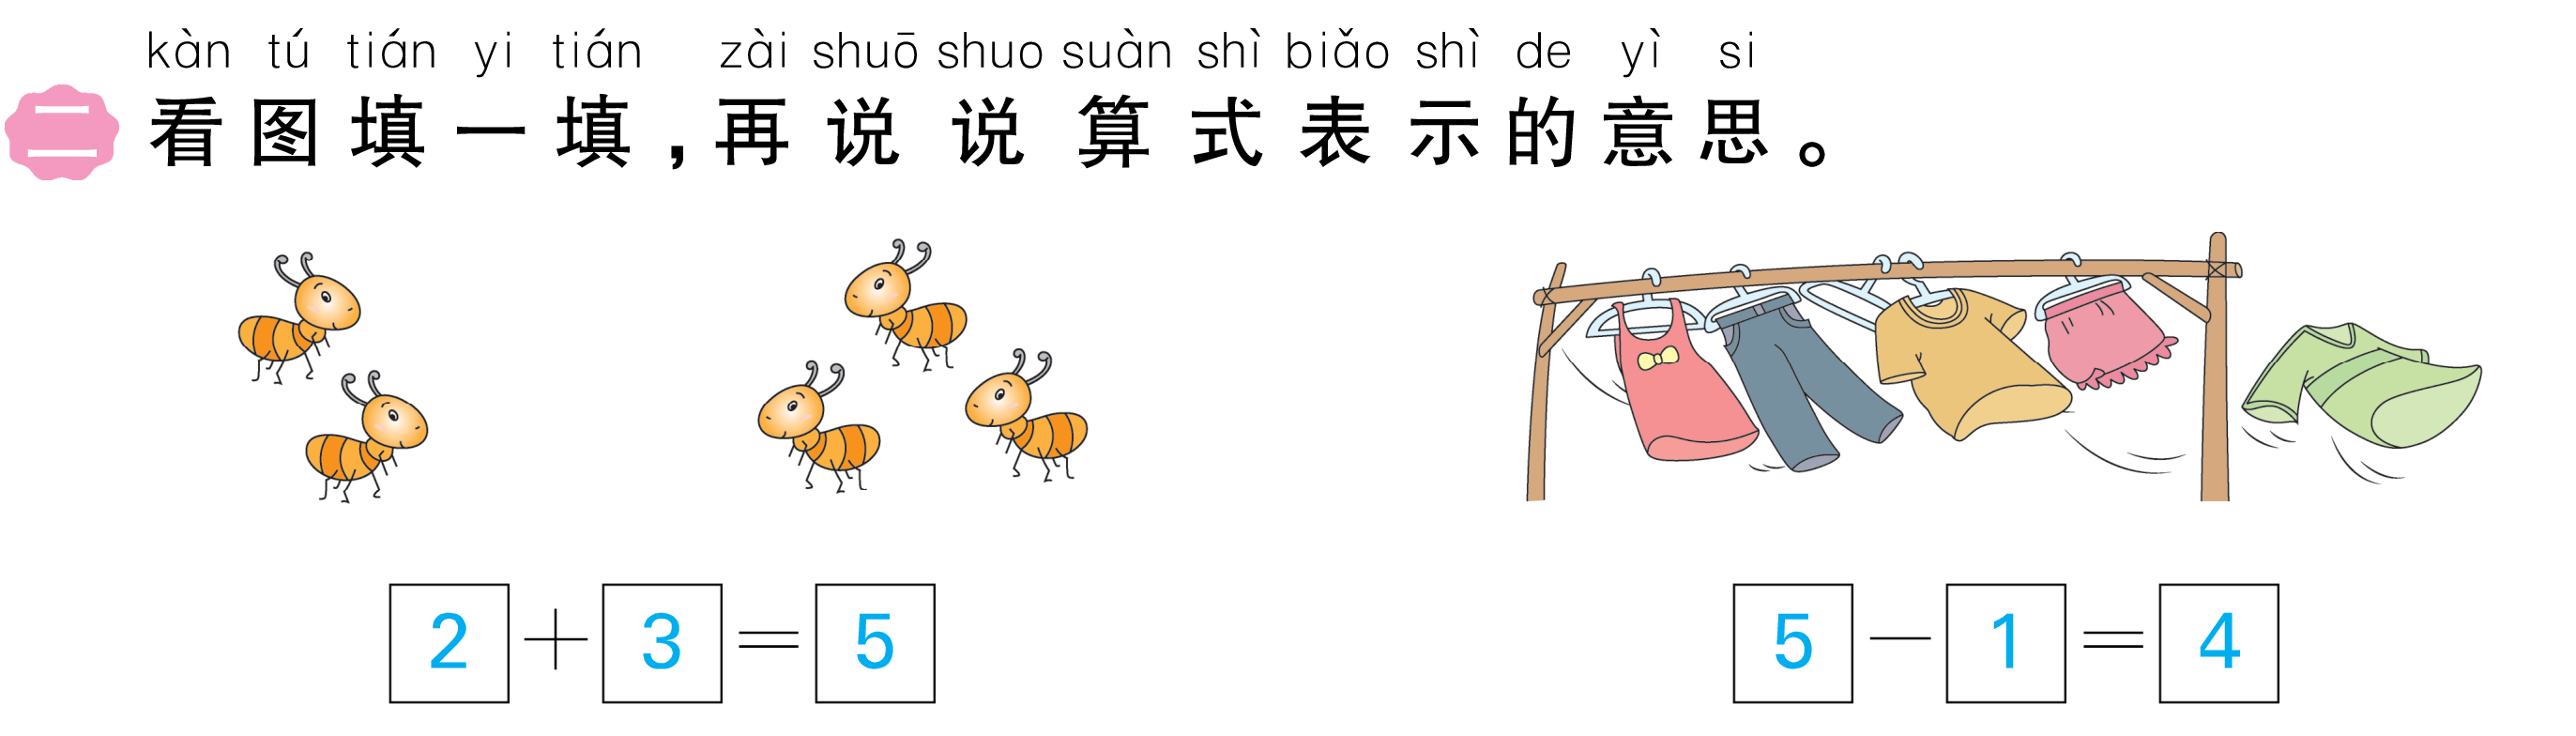 kàn tú tián yi tián zài shuō shuo suàn shì biǎo shì de yì si
二 看图填一填，再说说算式表示的意思。
2 + 3 = 5 5 － 1 = 4